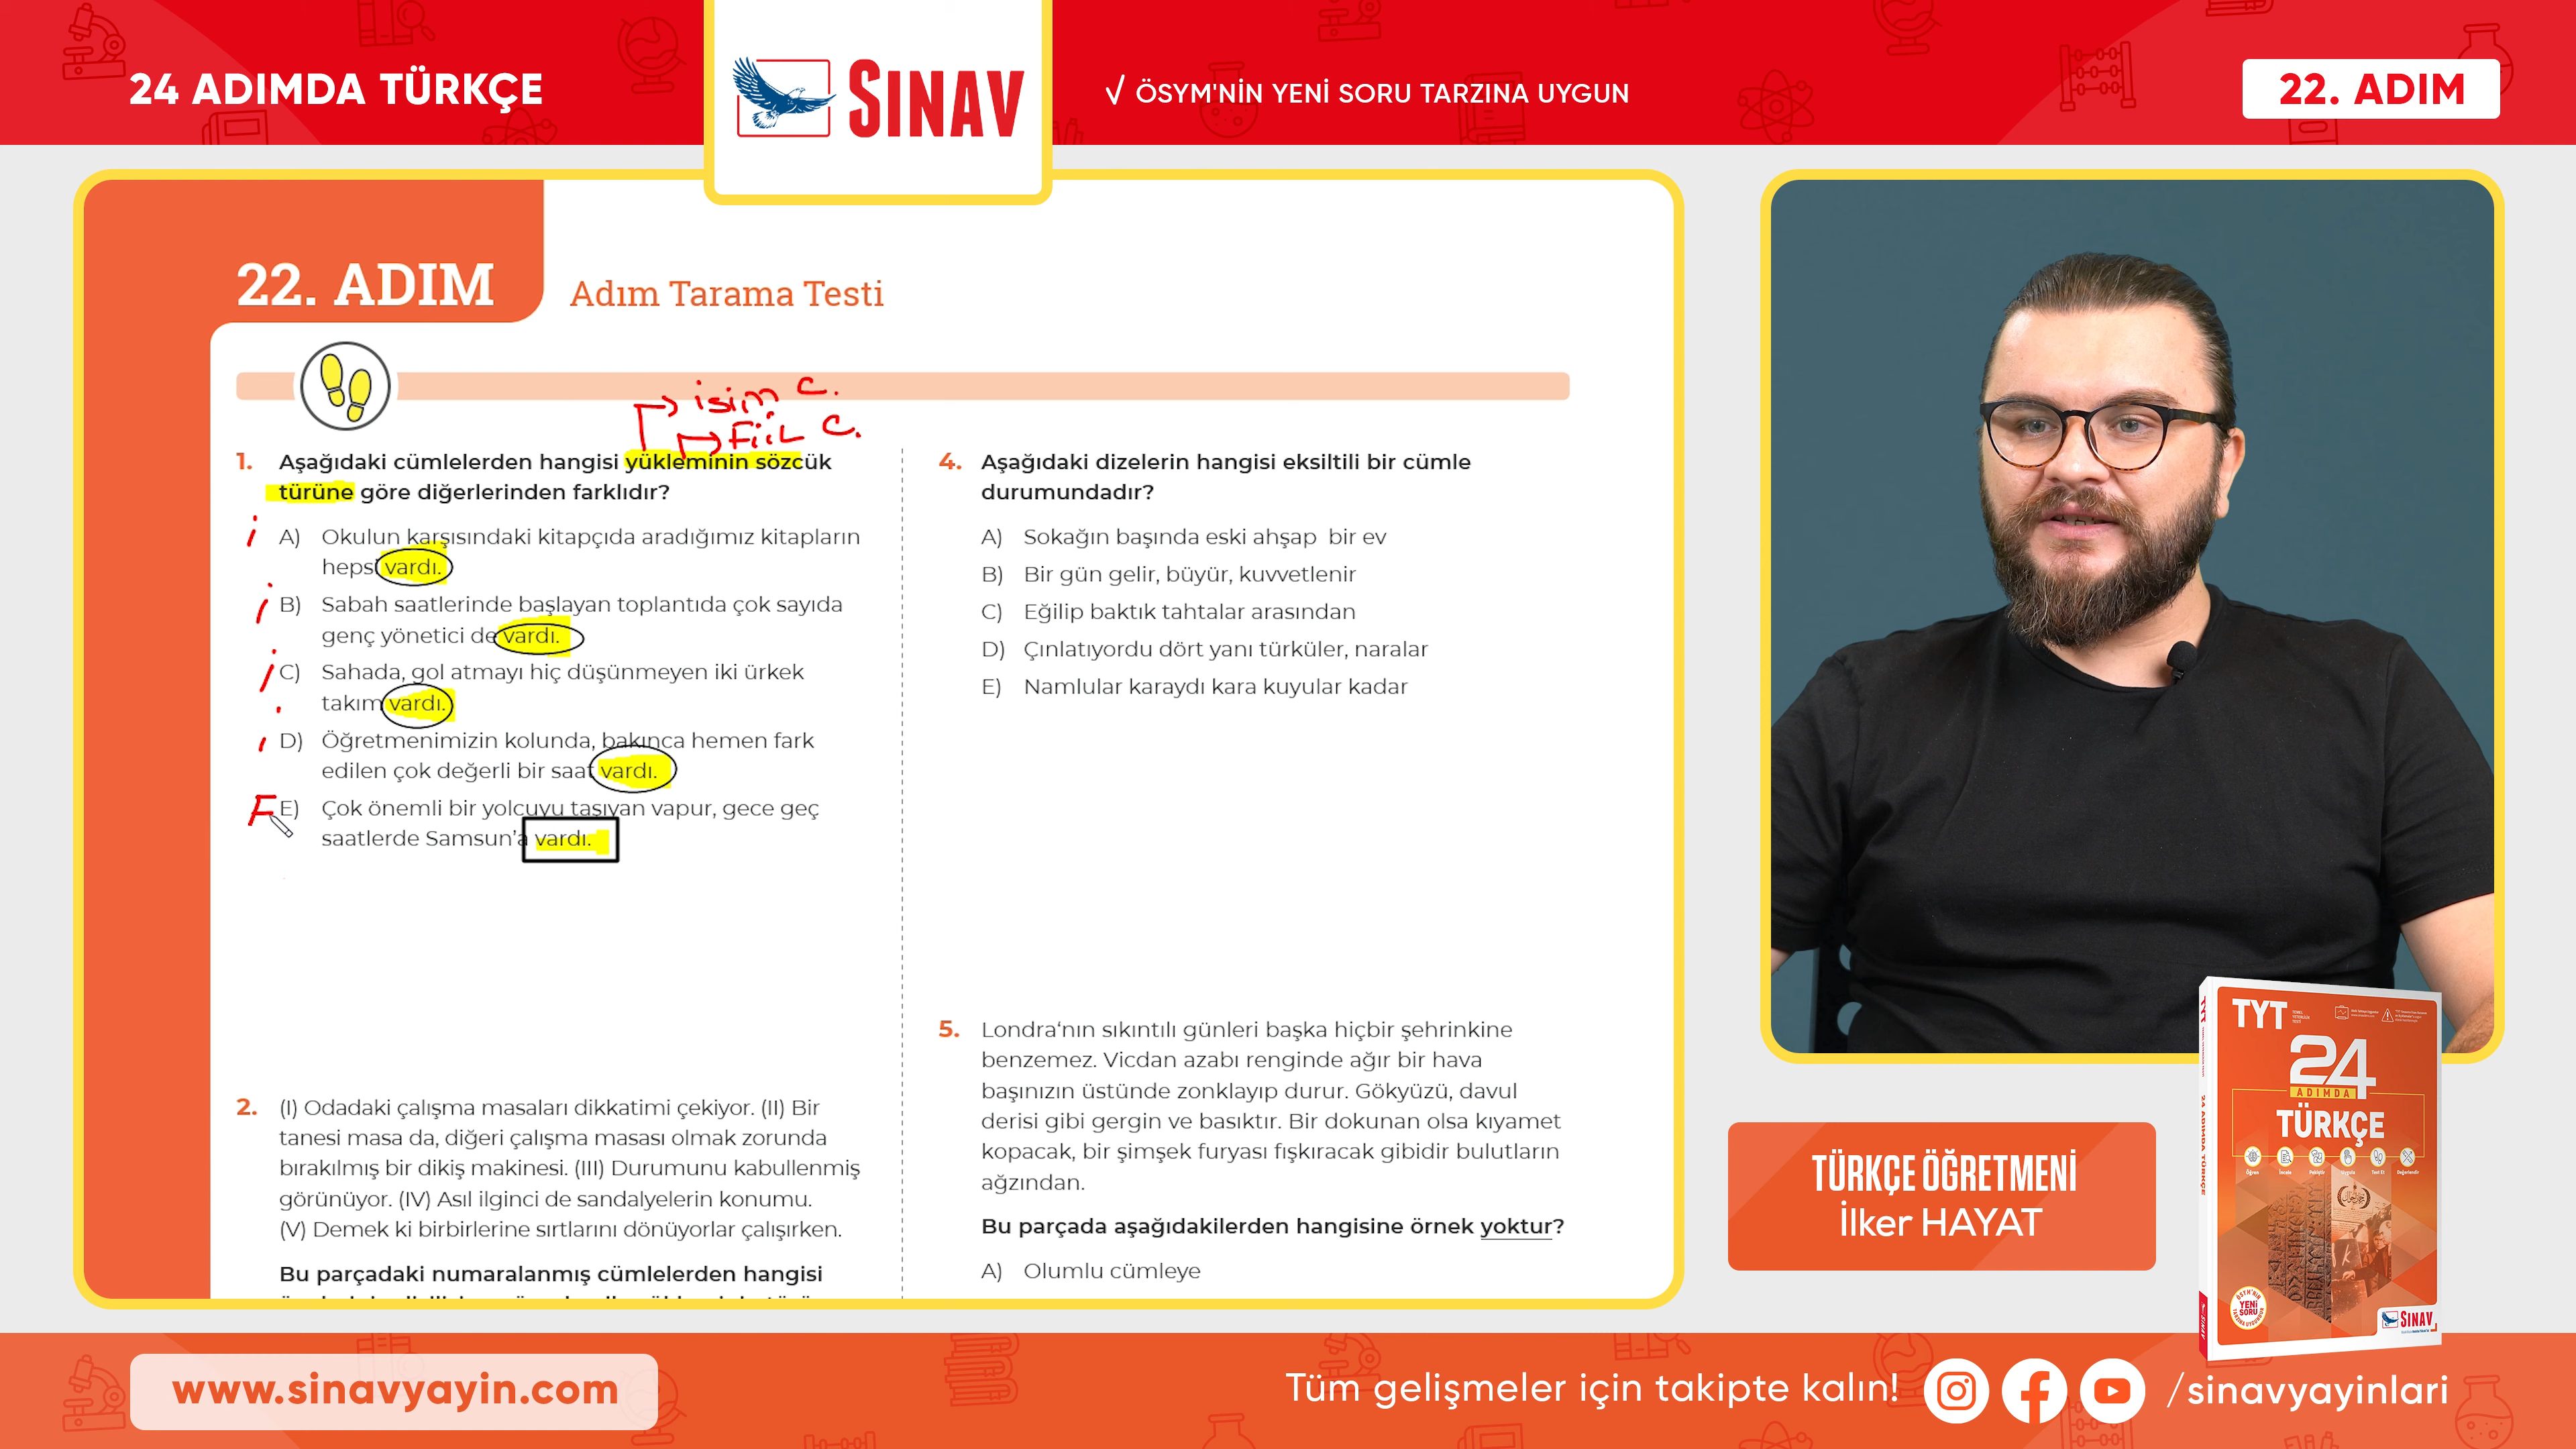 24 ADIMDA TÜRKÇE
SINAV
√ ÖSYM'NİN YENİ SORU TARZINA UYGUN
22. ADIM
22. ADIM
Adım Tarama Testi
isim C.
Fiil C.
1. Aşağıdaki cümlelerden hangisi yükleminin sözcük
türüne göre diğerlerinden farklıdır?
i A) Okulun karşısındaki kitapçıda aradığımız kitapların
hepsi vardı.
i B) Sabah saatlerinde başlayan toplantıda çok sayıda
genç yönetici de vardı.
i C) Sahada, gol atmayı hiç düşünmeyen iki ürkek
takım vardı.
i D) Öğretmenimizin kolunda, bakınca hemen fark
edilen çok değerli bir saat vardı.
F E) Çok önemli bir yolcuyu taşıyan vapur, gece geç
saatlerde Samsun'a vardı.
2. (I) Odadaki çalışma masaları dikkatimi çekiyor. (II) Bir
tanesi masa da, diğeri çalışma masası olmak zorunda
bırakılmış bir dikiş makinesi. (III) Durumunu kabullenmiş
görünüyor. (IV) Asıl ilginci de sandalyelerin konumu.
(V) Demek ki birbirlerine sırtlarını dönüyorlar çalışırken.
Bu parçadaki numaralanmış cümlelerden hangisi
4. Aşağıdaki dizelerin hangisi eksiltili bir cümle
durumundadır?
A) Sokağın başında eski ahşap bir ev
B) Bir gün gelir, büyür, kuvvetlenir
C) Eğilip baktık tahtalar arasından
D) Çınlatıyordu dört yanı türküler, naralar
E) Namlular karaydı kara kuyular kadar
5. Londra'nın sıkıntılı günleri başka hiçbir şehrinkine
benzemez. Vicdan azabı renginde ağır bir hava
başınızın üstünde zonklayıp durur. Gökyüzü, davul
derisi gibi gergin ve basıktır. Bir dokunan olsa kıyamet
kopacak, bir şimşek furyası fışkıracak gibidir bulutların
ağzından.
Bu parçada aşağıdakilerden hangisine örnek yoktur?
A) Olumlu cümleye
TYT
24
ADIMDA
TÜRKÇE
YENİ
SORU
SINAV
TÜRKÇE ÖĞRETMENİ
İlker HAYAT
www.sinavyayin.com
Tüm gelişmeler için takipte kalın!
/sinavyayinlari